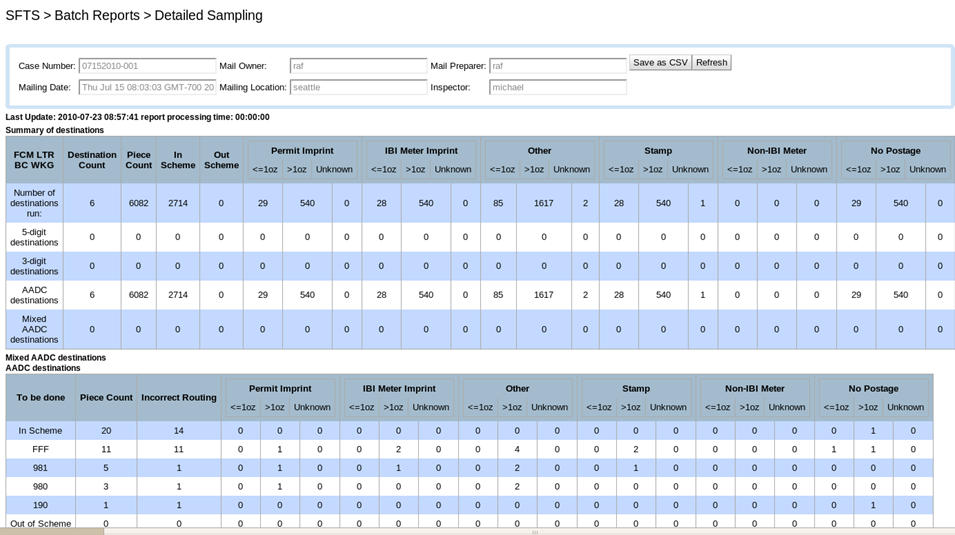 SFTS > Batch Reports > Detailed Sampling
Case Number: 07152010-001 Mail Owner: raf Mail Preparer: raf Save as CSV Refresh
Mailing Date: Thu Jul 15 08:03:03 GMT-700 20 Mailing Location: seattle Inspector: michael
Last Update: 2010-07-23 08:57:41 report processing time: 00:00:00
Summary of destinations
FCM LTR BC WKG Destination Count Piece Count In Scheme Out Scheme Permit Imprint IBI Meter Imprint Other Stamp Non-IBI Meter No Postage
<=1oz >1oz Unknown <=1oz >1oz Unknown <=1oz >1oz Unknown <=1oz >1oz Unknown <=1oz >1oz Unknown <=1oz >1oz Unknown
Number of destinations run: 6 6082 2714 0 29 540 0 28 540 0 85 1617 2 28 540 1 0 0 0 29 540 0
5-digit destinations 0 0 0 0 0 0 0 0 0 0 0 0 0 0 0 0 0 0 0 0 0 0
3-digit destinations 0 0 0 0 0 0 0 0 0 0 0 0 0 0 0 0 0 0 0 0 0 0
AADC destinations 6 6082 2714 0 29 540 0 28 540 0 85 1617 2 28 540 1 0 0 0 29 540 0
Mixed AADC destinations 0 0 0 0 0 0 0 0 0 0 0 0 0 0 0 0 0 0 0 0 0 0
Mixed AADC destinations
AADC destinations
To be done Piece Count Incorrect Routing Permit Imprint IBI Meter Imprint Other Stamp Non-IBI Meter No Postage
<=1oz >1oz Unknown <=1oz >1oz Unknown <=1oz >1oz Unknown <=1oz >1oz Unknown <=1oz >1oz Unknown <=1oz >1oz Unknown
In Scheme 20 14 0 0 0 0 0 0 0 0 0 0 0 0 0 0 0 0 1 0
FFF 11 11 0 1 0 0 2 0 0 4 0 0 2 0 0 0 0 1 1 0
981 5 1 0 1 0 0 1 0 0 2 0 0 1 0 0 0 0 0 0 0
980 3 1 0 1 0 0 0 0 0 2 0 0 0 0 0 0 0 0 0 0
190 1 1 0 0 0 0 0 0 0 0 0 0 0 0 0 0 0 0 1 0
Out of Scheme 0 0 0 0 0 0 0 0 0 0 0 0 0 0 0 0 0 0 0 0